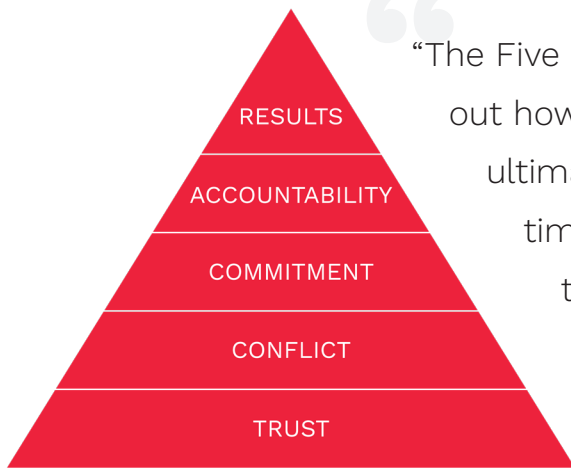 RESULTS
ACCOUNTABILITY
COMMITMENT
CONFLICT
TRUST
“The Five
out how
ultim
tim
t